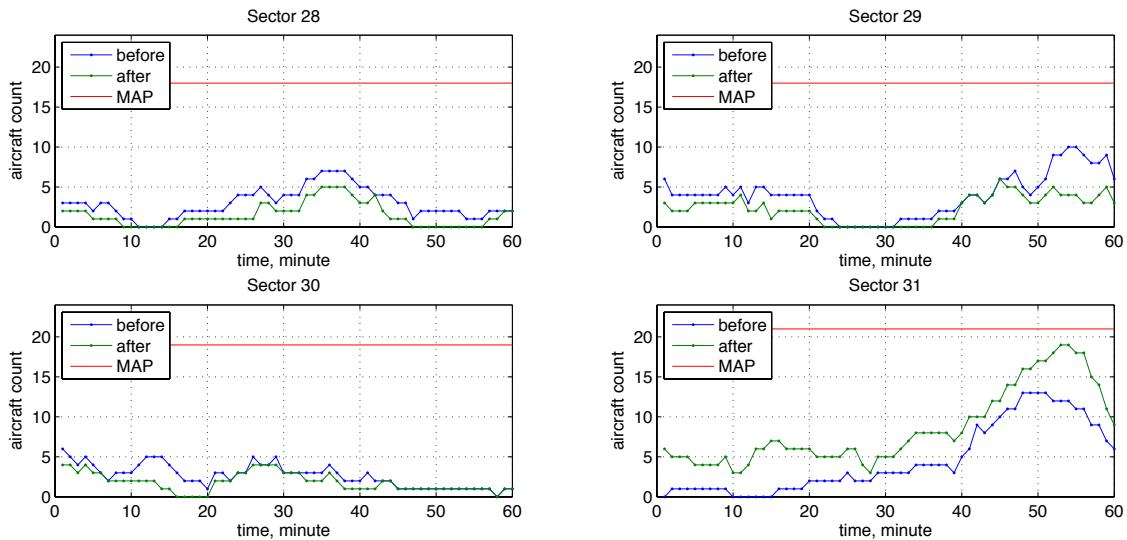 Sector 28
before
after
MAP
aircraft count
20
15
10
5
0
0 10 20 30 40 50 60
time, minute
Sector 29
before
after
MAP
aircraft count
20
15
10
5
0
0 10 20 30 40 50 60
time, minute
Sector 30
before
after
MAP
aircraft count
20
15
10
5
0
0 10 20 30 40 50 60
time, minute
Sector 31
before
after
MAP
aircraft count
20
15
10
5
0
0 10 20 30 40 50 60
time, minute